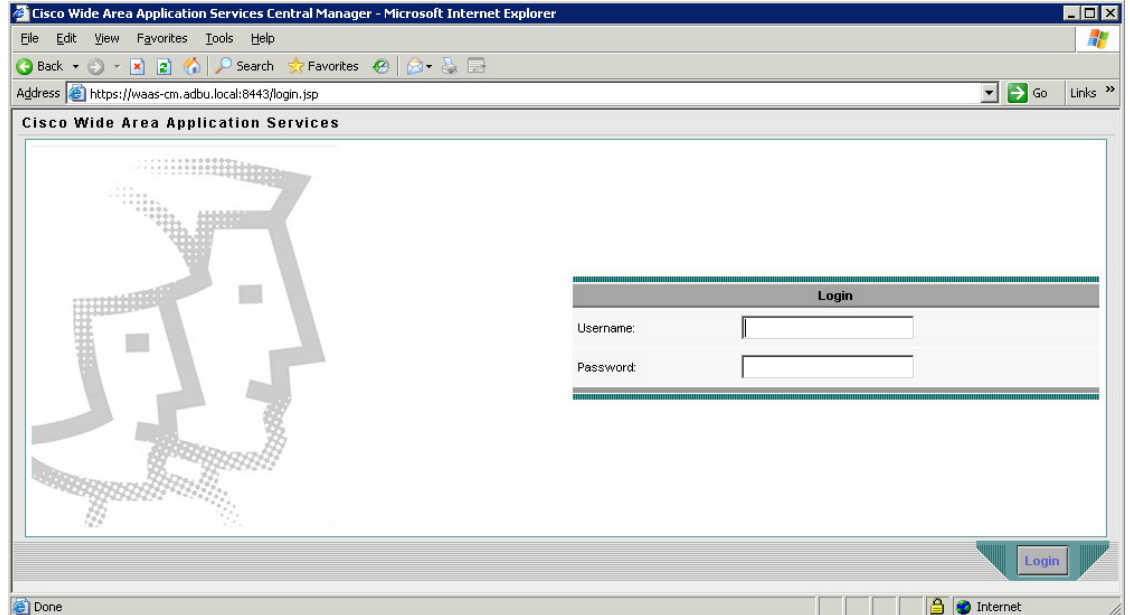 Cisco Wide Area Application Services Central Manager - Microsoft Internet Explorer
File Edit View Favorites Tools Help
Back Search Favorites
Address https://waas-cm.adbu.local:8443/login.jsp Go Links »
Cisco Wide Area Application Services
Login
Username:
Password:
Login
Done Internet